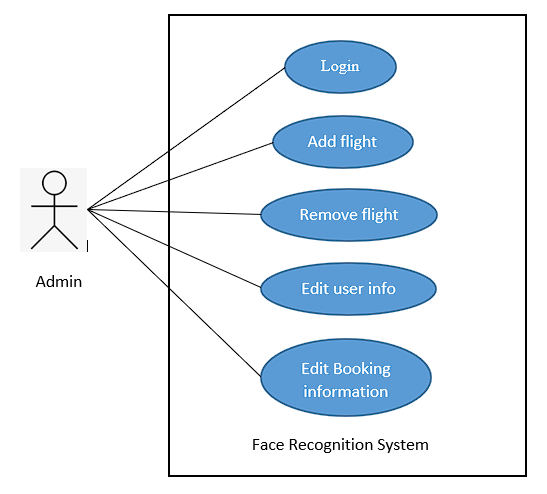 Login
Add flight
Remove flight
Admin
Edit user info
Edit Booking
information
Face Recognition System